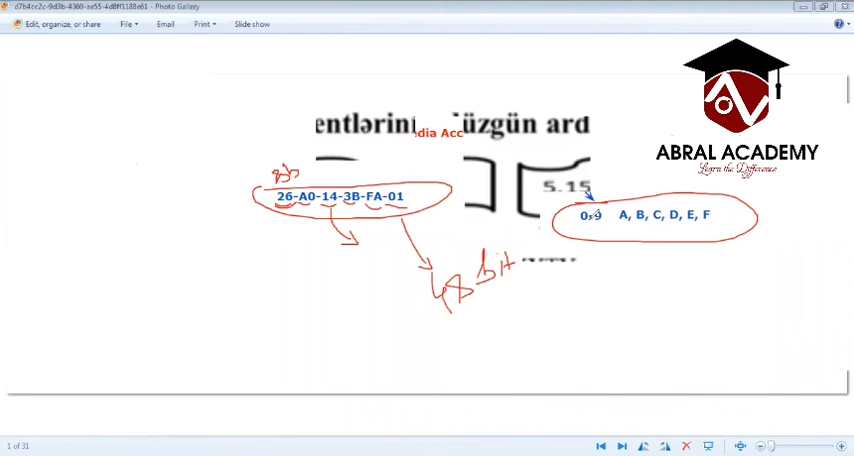 d7b4cc2c-9d3b-4360-ae55-4d8ff1188e61 - Photo Gallery
Edit, organize, or share File Email Print Slide show
entlərini
dia Acc
üzgün ard
ABRAL ACADEMY
Learn the Difference
8b
26-A0-14-3B-FA-01
5.15
0-9 A, B, C, D, E, F
48 bit
1 of 31